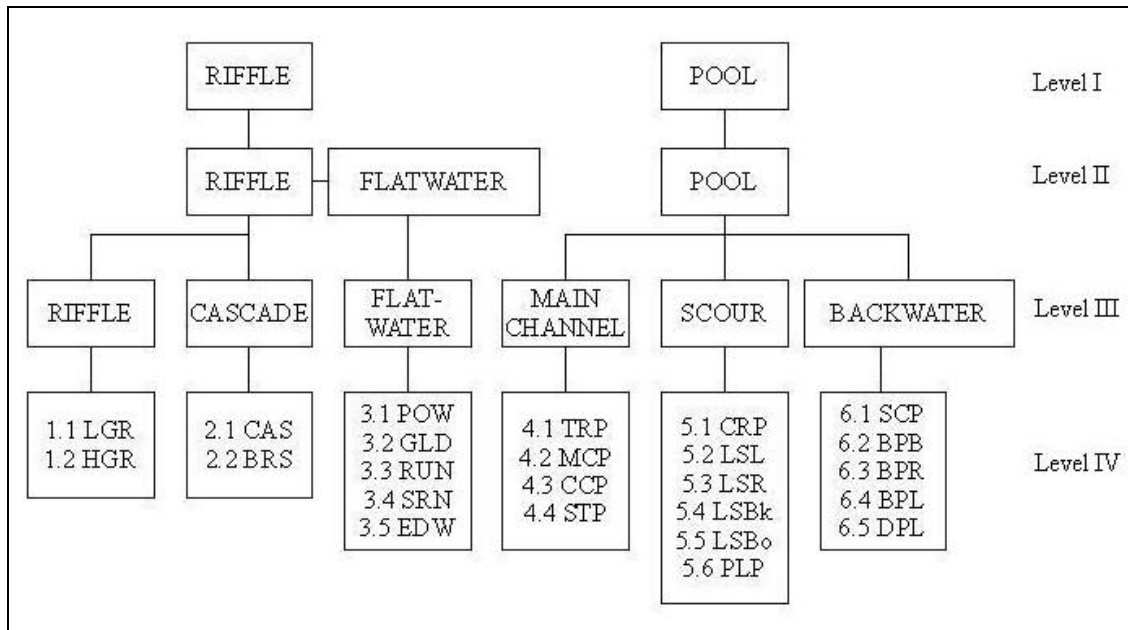 RIFFLE
POOL
Level I
RIFFLE
FLATWATER
POOL
Level II
RIFFLE
CASCADE
FLAT-
WATER
MAIN
CHANNEL
SCOUR
BACKWATER
Level III
1.1 LGR
1.2 HGR
2.1 CAS
2.2 BRS
3.1 POW
3.2 GLD
3.3 RUN
3.4 SRN
3.5 EDW
4.1 TRP
4.2 MCP
4.3 CCP
4.4 STP
5.1 CRP
5.2 LSL
5.3 LSR
5.4 LSBk
5.5 LSBo
5.6 PLP
6.1 SCP
6.2 BPB
6.3 BPR
6.4 BPL
6.5 DPL
Level IV